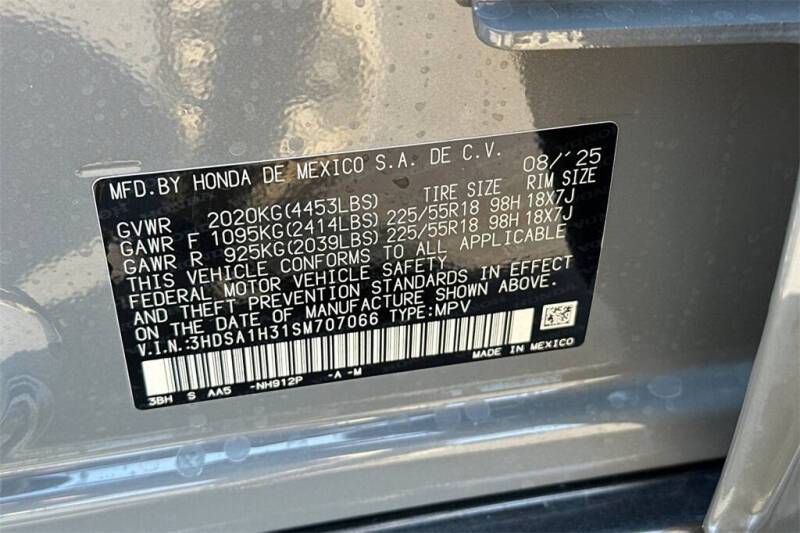 MFD.BY HONDA DE MEXICO S.A. DE C.V. 08/'25
GVWR 2020KG(4453LBS) TIRE SIZE RIM SIZE
GAWR F 1095KG(2414LBS) 225/55R18 98H 18X7J
GAWR R 925KG(2039LBS) 225/55R18 98H 18X7J
THIS VEHICLE CONFORMS TO ALL APPLICABLE
FEDERAL MOTOR VEHICLE SAFETY
AND THEFT PREVENTION STANDARDS IN EFFECT
ON THE DATE OF MANUFACTURE SHOWN ABOVE.
V.I.N.:3HDSA1H31SM707066 TYPE:MPV
MADE IN MEXICO
3BH S AA5 -NH912P -A -M